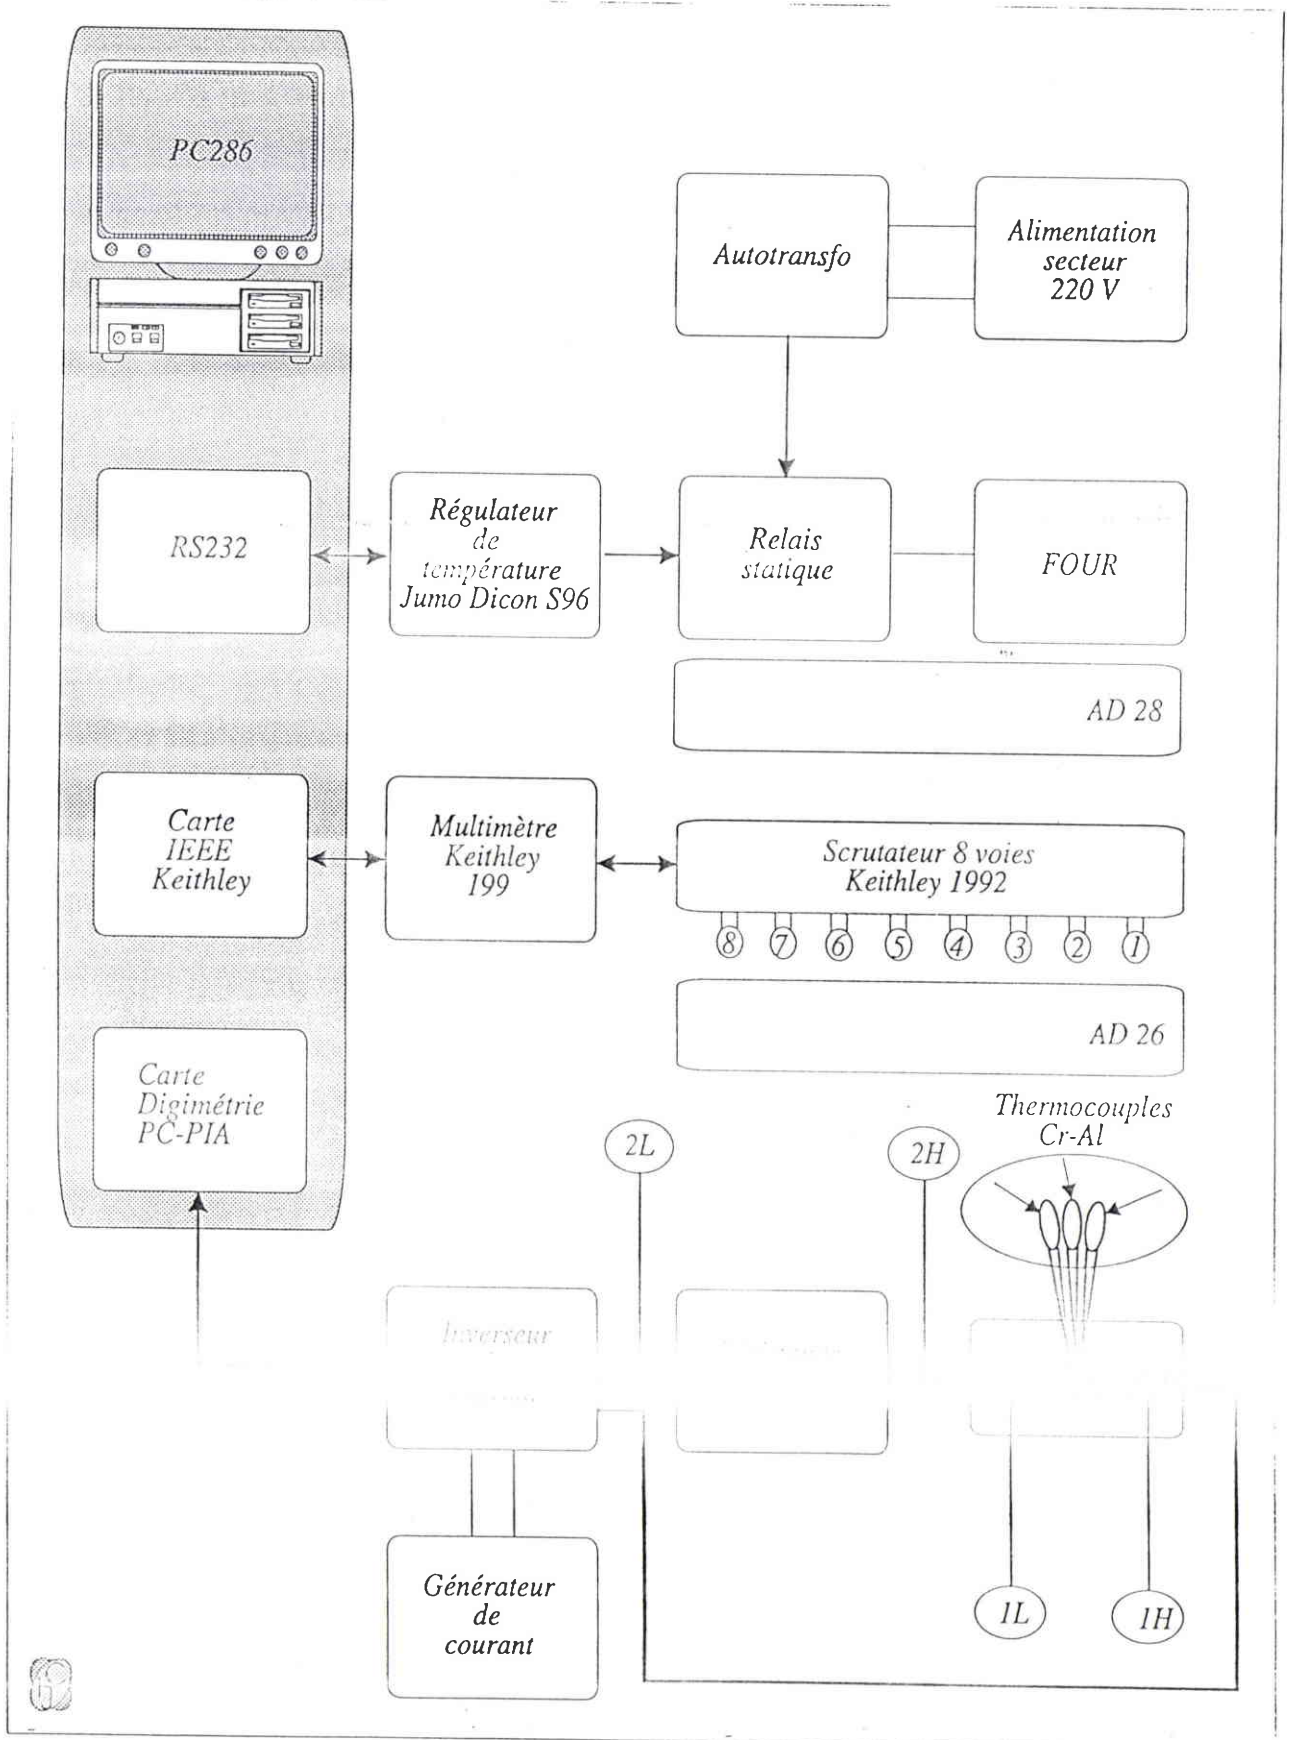 PC286
Autotransfo
Alimentation
secteur
220 V
RS232
Régulateur
de
température
Jumo Dicon S96
Relais
statique
FOUR
AD 28
Carte
IEEE
Keithley
Multimètre
Keithley
199
Scrutateur 8 voies
Keithley 1992
8 7 6 5 4 3 2 1
AD 26
Carte
Digimétrie
PC-PIA
2L
2H
Thermocouples
Cr-Al
Inverseur
Générateur
de
courant
1L
1H